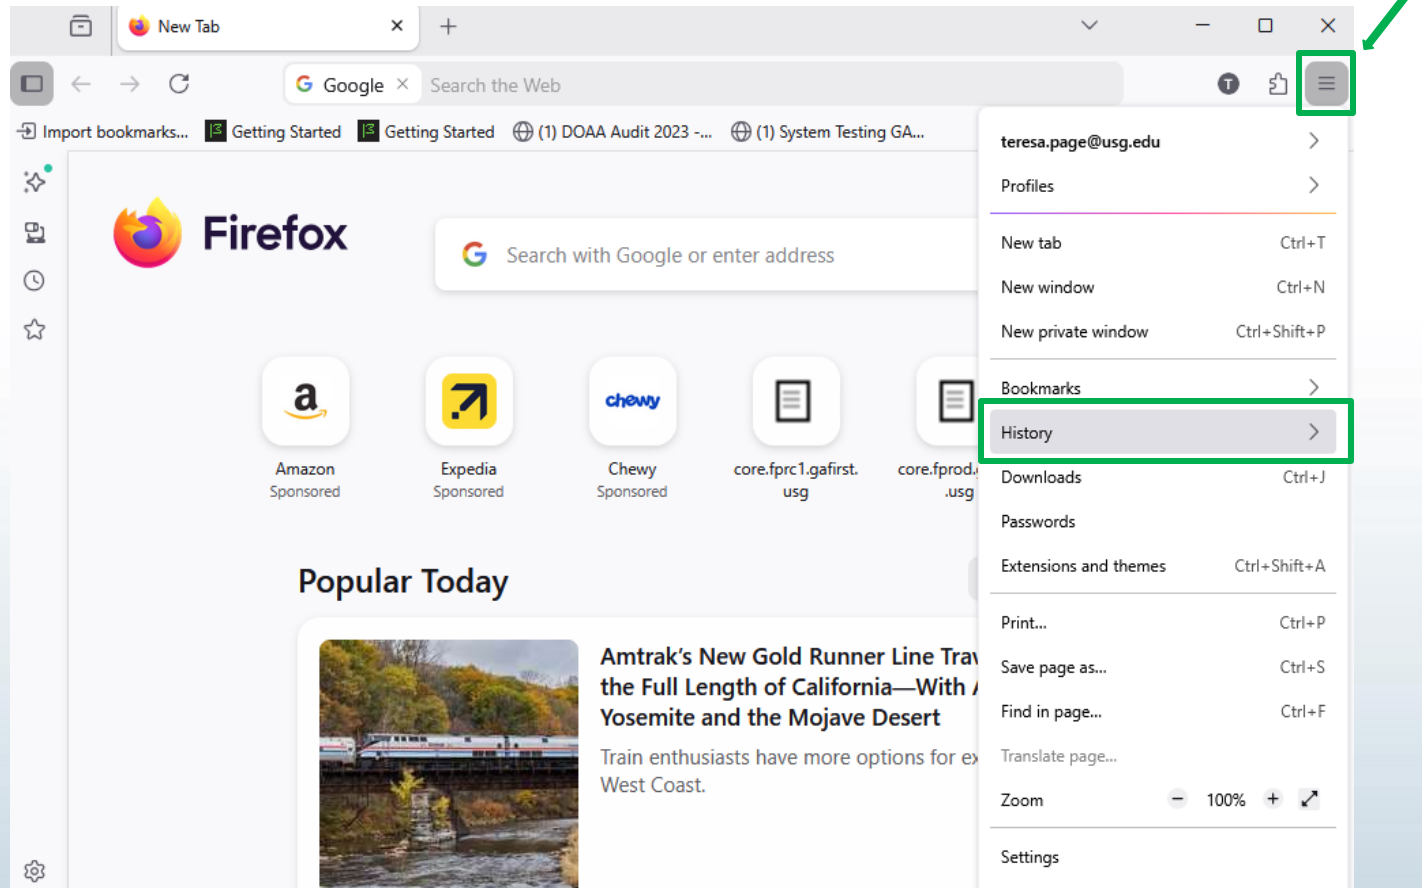 New Tab
Google
Search the Web
T
Import bookmarks...
Getting Started
Getting Started
(1) DOAA Audit 2023 -...
(1) System Testing GA...
Firefox
Search with Google or enter address
a
Amazon
Sponsored
Expedia
Sponsored
chewy
Chewy
Sponsored
core.fprc1.gafirst.
usg
core.fprod.
.usg
Popular Today
Amtrak's New Gold Runner Line
the Full Length of California—With
Yosemite and the Mojave Desert
Train enthusiasts have more options for
West Coast.
teresa.page@usg.edu
Profiles
New tab Ctrl+T
New window Ctrl+N
New private window Ctrl+Shift+P
Bookmarks
History
Downloads Ctrl+J
Passwords
Extensions and themes Ctrl+Shift+A
Print... Ctrl+P
Save page as... Ctrl+S
Find in page... Ctrl+F
Translate page...
Zoom − 100% +
Settings